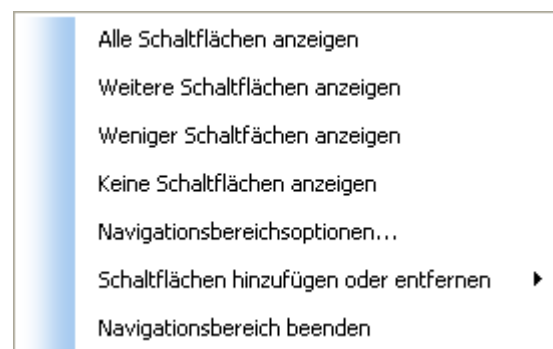 Alle Schaltflächen anzeigen
Weitere Schaltflächen anzeigen
Weniger Schaltfächen anzeigen
Keine Schaltflächen anzeigen
Navigationsbereichsoptionen...
Schaltflächen hinzufügen oder entfernen
Navigationsbereich beenden